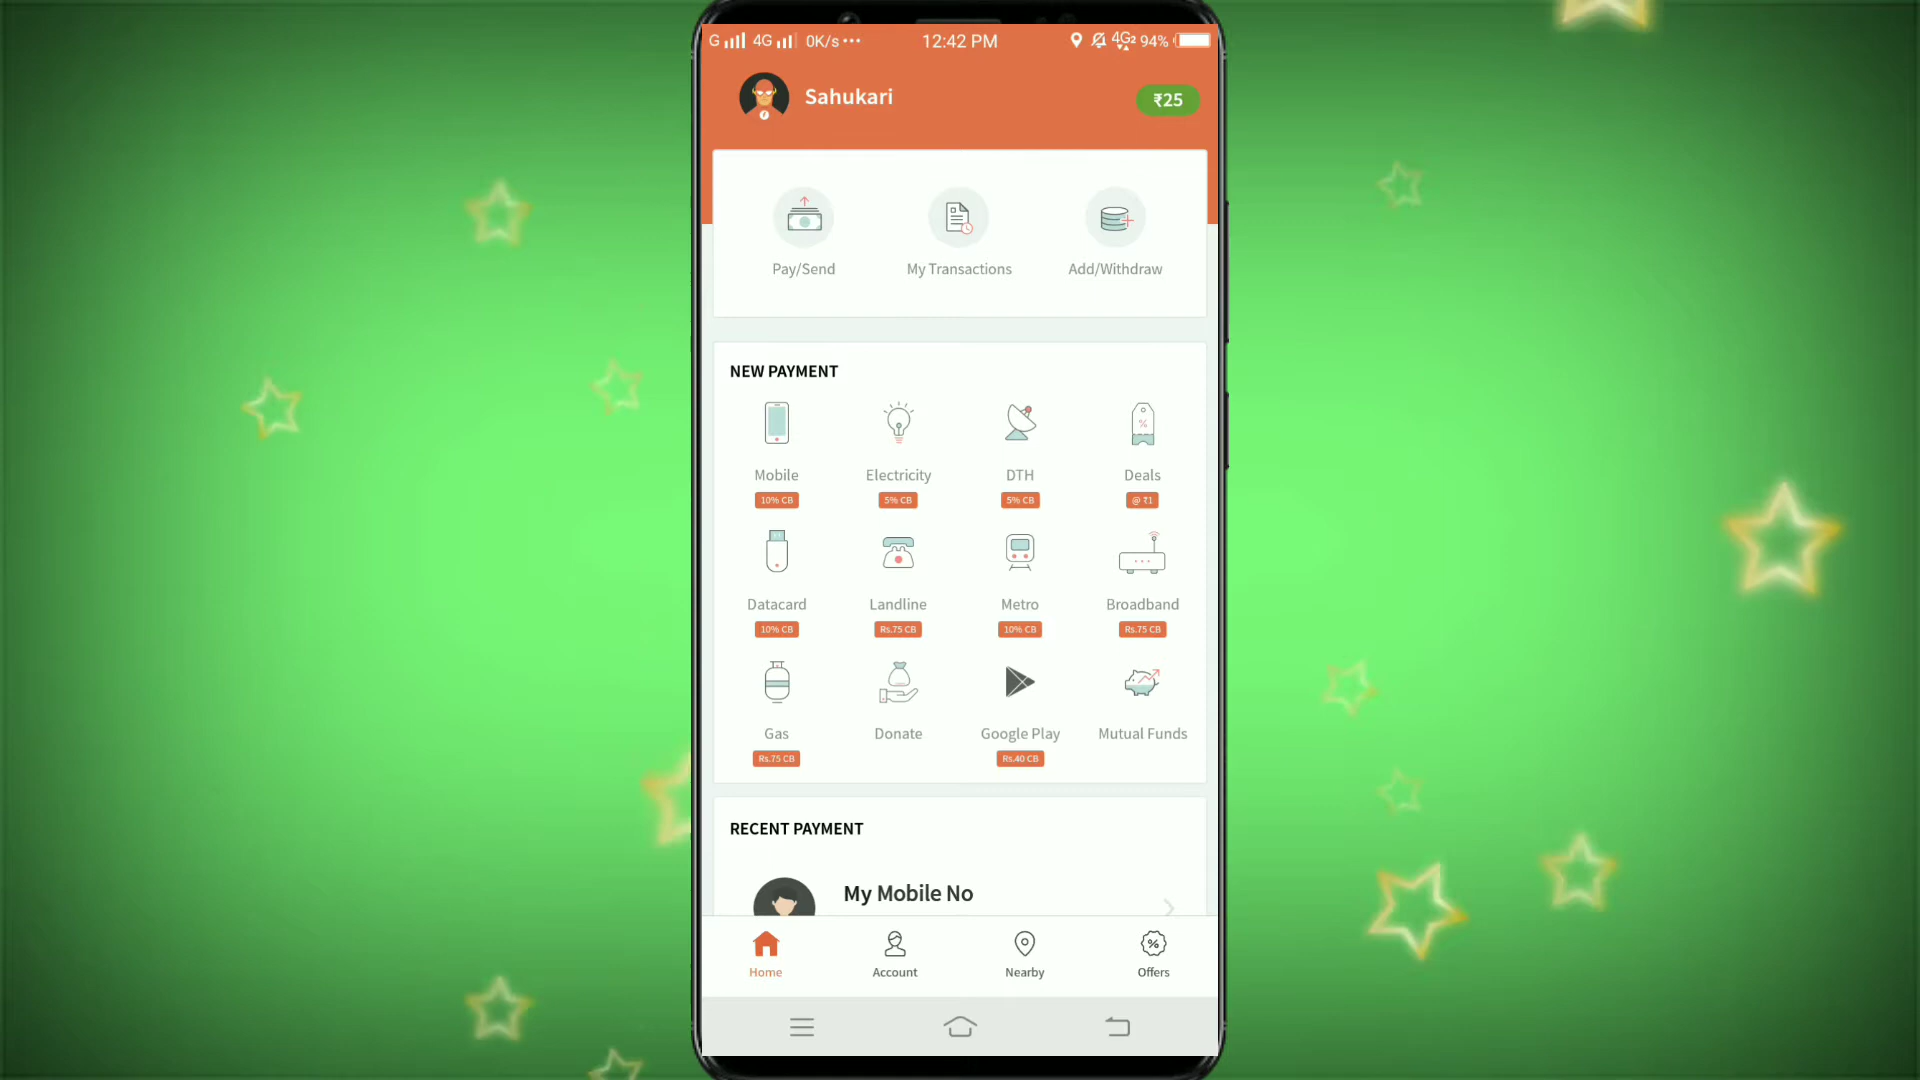 G 4G 0K/s ... 12:42 PM 4G2 94%
Sahukari ₹25
Pay/Send My Transactions Add/Withdraw
NEW PAYMENT
Mobile Electricity DTH Deals
10% CB 5% CB 5% CB @ ₹1
Datacard Landline Metro Broadband
10% CB Rs.75 CB 10% CB Rs.75 CB
Gas Donate Google Play Mutual Funds
Rs.75 CB Rs.40 CB
RECENT PAYMENT
My Mobile No
Home Account Nearby Offers